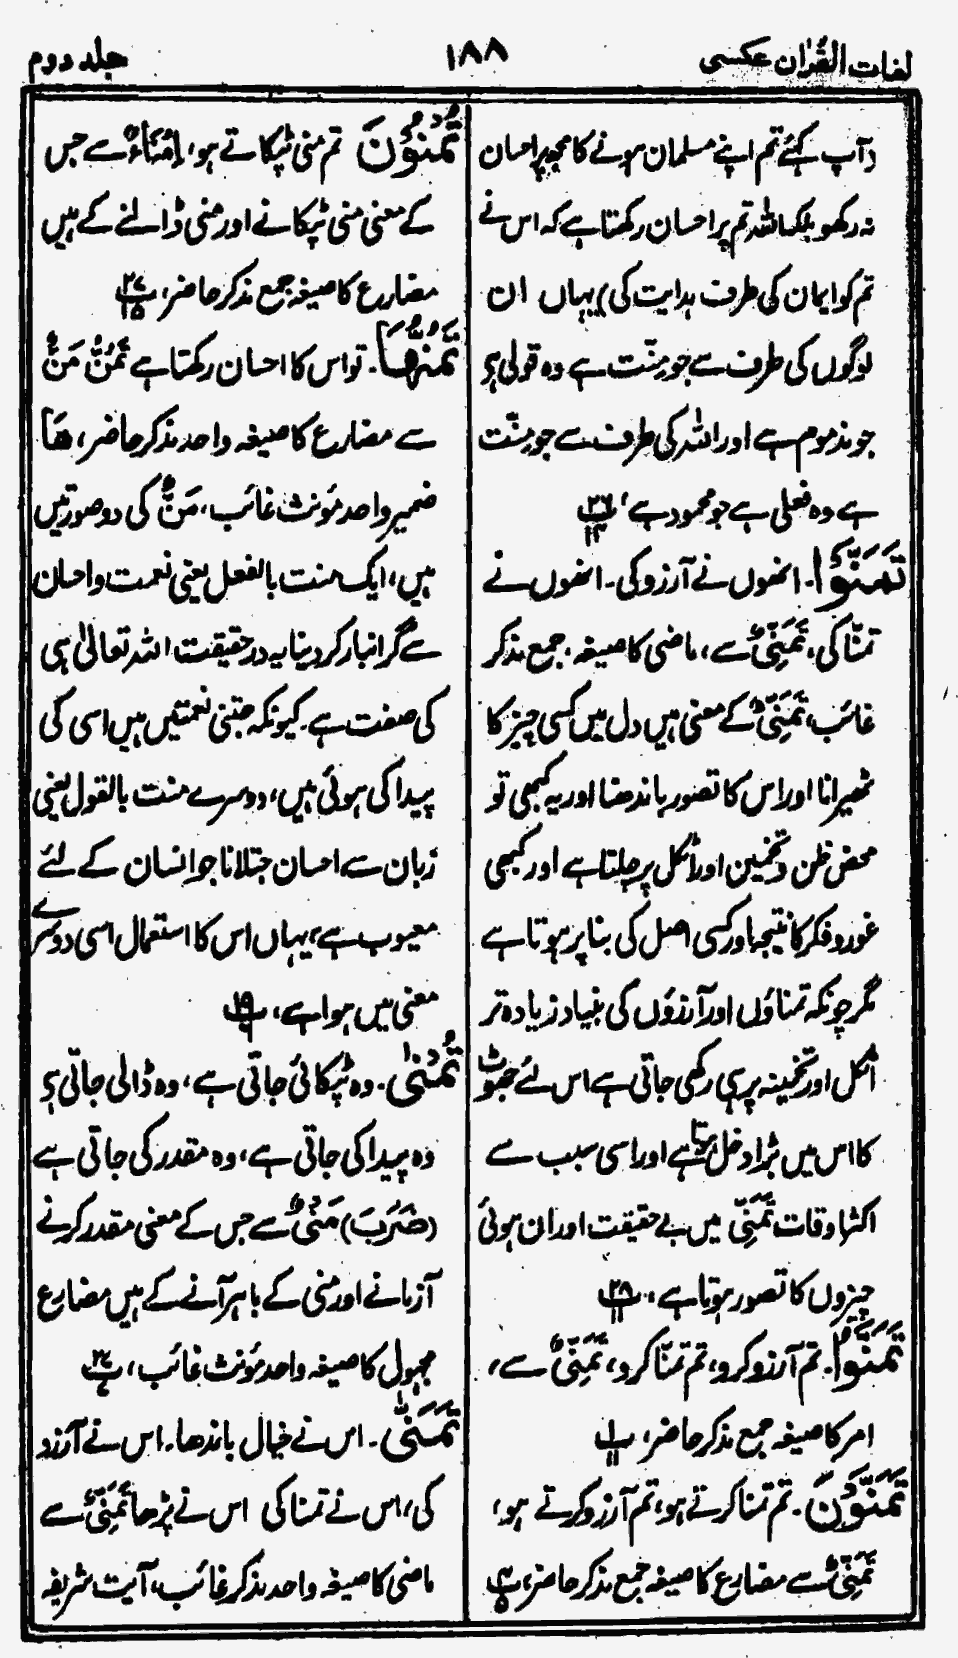 لغات القرآن عکسی
۱۸۸
جلد دوم
(آپ کہئے تم اپنے مسلمان ہونے کا مجھ پر احسان
نہ رکھو بلکہ اللہ تم پر احسان رکھتا ہے کہ اس نے
تم کو ایمان کی طرف ہدایت کی) یہاں ان
لوگوں کی طرف سے جو منّت ہے وہ قولی ہے
جو مذموم ہے اور اللہ کی طرف سے جو منّت
ہے وہ فعلی ہے جو محمود ہے، پ۲۶ ۱۴
تَمَنَّوْا۔ انھوں نے آرزو کی۔ انھوں نے
تمنّا کی، تَمَنِّیْ سے، ماضی کا صیغہ، جمع مذکر
غائب، تَمَنِّیْ کے معنی ہیں دل میں کسی چیز کا
ٹھیرانا اور اس کا تصور باندھنا اور یہ کبھی تو
محض ظن و تخمین اور اٹکل پر چلتا ہے اور کبھی
غور و فکر کا نتیجہ اور کسی اصل کی بنا پر ہوتا ہے
مگر چونکہ تمناؤں اور آرزؤں کی بنیاد زیادہ تر
اٹکل اور تخمینہ پر ہی رکھی جاتی ہے اس لئے جھوٹ
کا اس میں بڑا دخل رہتا ہے اور اسی سبب سے
اکثر اوقات تَمَنِّیْ میں بے حقیقت اور ان ہوئی
چیزوں کا تصور ہوتا ہے، پ۲۸ ۱۱
تَمَنَّوُا۔ تم آرزو کرو، تم تمنّا کرو، تَمَنِّیْ سے،
امر کا صیغہ جمع مذکر حاضر، پ۱ ۱۱
تَمَنَّوْنَ۔ تم تمنا کرتے ہو، تم آرزو کرتے ہو،
تَمَنِّیْ سے مضارع کا صیغہ جمع مذکر حاضر، پ۴ ۵
تُمْنُوْنَ تم منی ٹپکاتے ہو، اِمْنَاءٌ سے جس
کے معنی منی ٹپکانے اور منی ڈالنے کے ہیں
مضارع کا صیغہ جمع مذکر حاضر، پ۲۷ ۱۵
تَمُنُّهَا۔ تو اس کا احسان رکھتا ہے تَمُنُّ مَنٌّ
سے مضارع کا صیغہ واحد مذکر حاضر، هَا
ضمیر واحد مؤنث غائب، مَنٌّ کی دو صورتیں
ہیں، ایک منت بالفعل یعنی نعمت و احسان
سے گرانبار کر دینا یہ درحقیقت اللہ تعالیٰ ہی
کی صفت ہے۔ کیونکہ جتنی نعمتیں ہیں اسی کی
پیدا کی ہوئی ہیں، دوسرے منت بالقول یعنی
زبان سے احسان جتلانا جو انسان کے لئے
معیوب ہے، یہاں اس کا استعمال اسی دوسرے
معنی میں ہوا ہے، پ۱۹
تُمْنٰی۔ وہ ٹپکائی جاتی ہے، وہ ڈالی جاتی ہے
وہ پیدا کی جاتی ہے، وہ مقدر کی جاتی ہے
(ضَرَبَ) مَنْیٌ سے جس کے معنی مقدر کرنے
آزمانے اور منی کے باہر آنے کے ہیں مضارع
مجہول کا صیغہ واحد مؤنث غائب، پ۲۷ ۷
تَمَنّٰی۔ اس نے خیال باندھا۔ اس نے آرزو
کی، اس نے تمنا کی اس نے پڑھا تَمَنِّیْ سے
ماضی کا صیغہ واحد مذکر غائب، آیت شریفہ